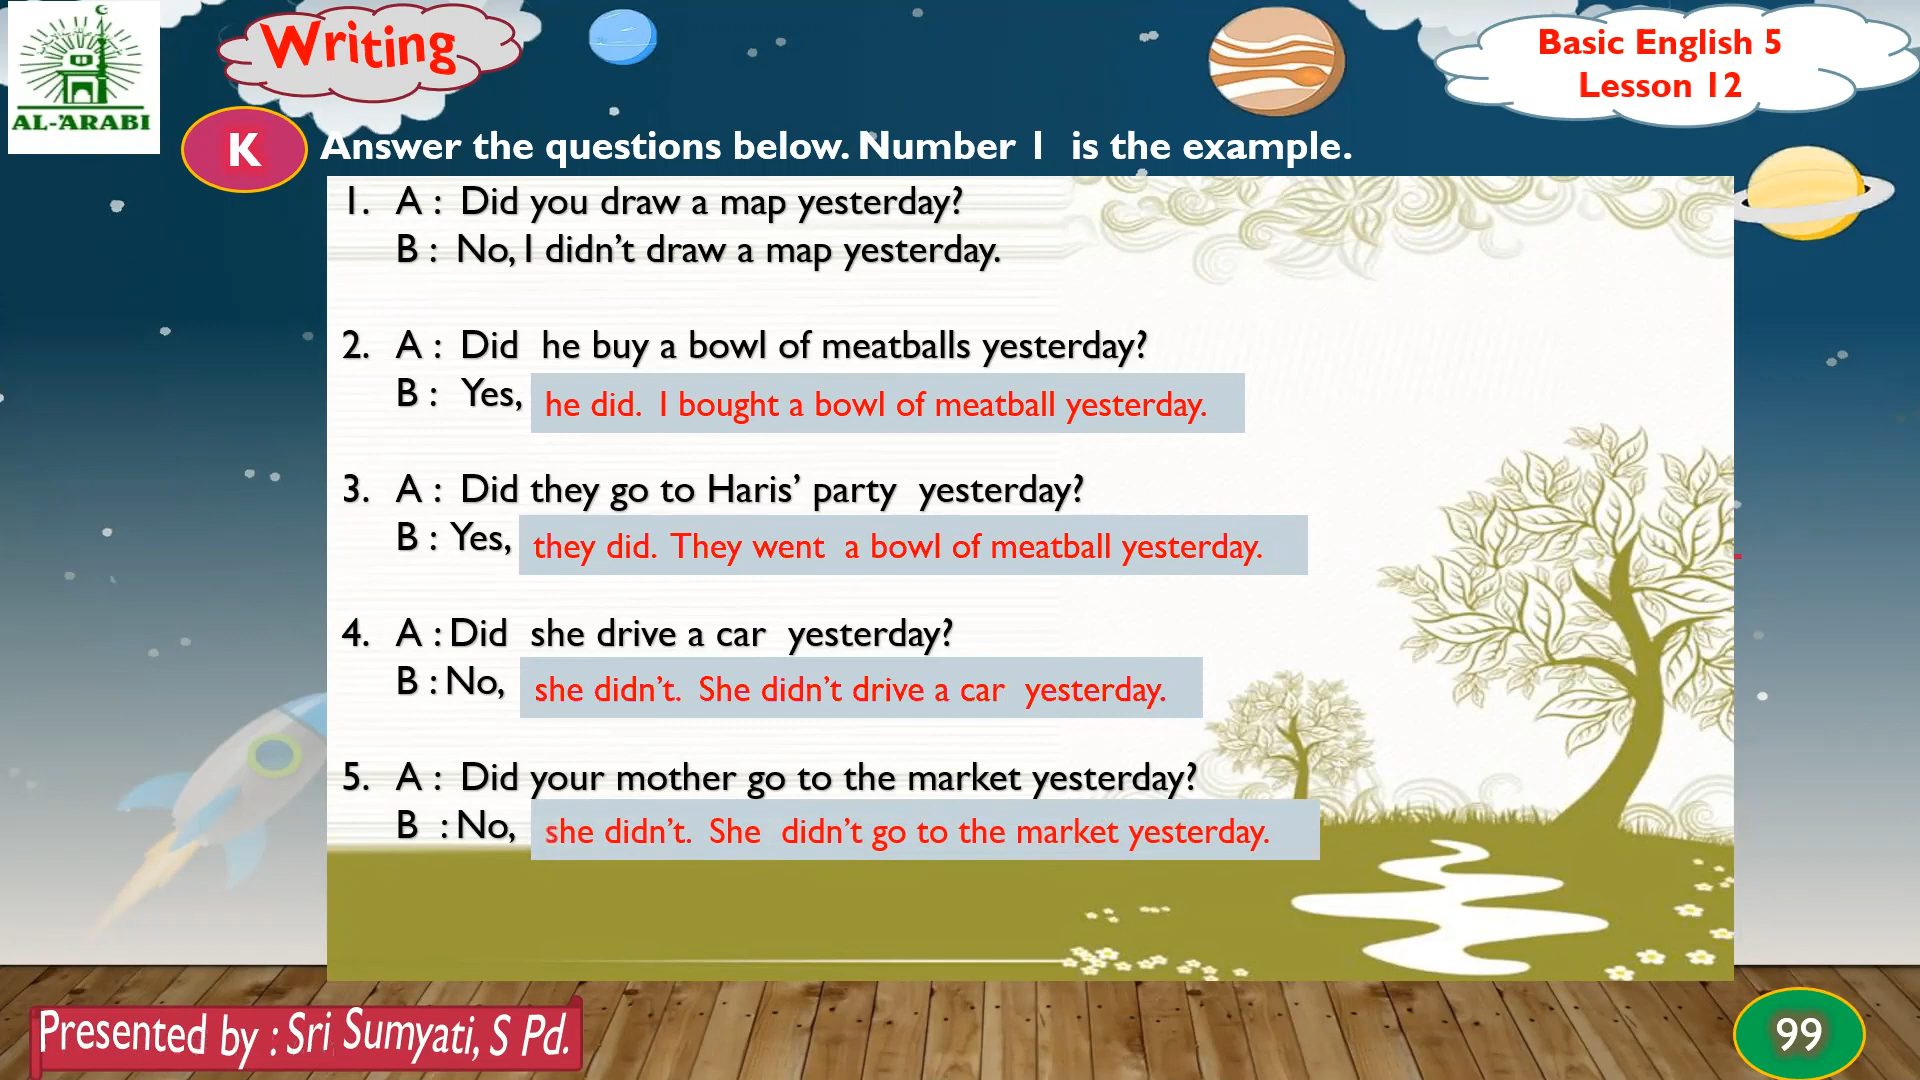 AL-'ARABI
Writing
Basic English 5
Lesson 12
K
Answer the questions below. Number 1 is the example.
1. A : Did you draw a map yesterday?
B : No, I didn't draw a map yesterday.
2. A : Did he buy a bowl of meatballs yesterday?
B : Yes, he did. I bought a bowl of meatball yesterday.
3. A : Did they go to Haris' party yesterday?
B : Yes, they did. They went a bowl of meatball yesterday.
4. A : Did she drive a car yesterday?
B : No, she didn't. She didn't drive a car yesterday.
5. A : Did your mother go to the market yesterday?
B : No, she didn't. She didn't go to the market yesterday.
Presented by : Sri Sumyati, S Pd.
99